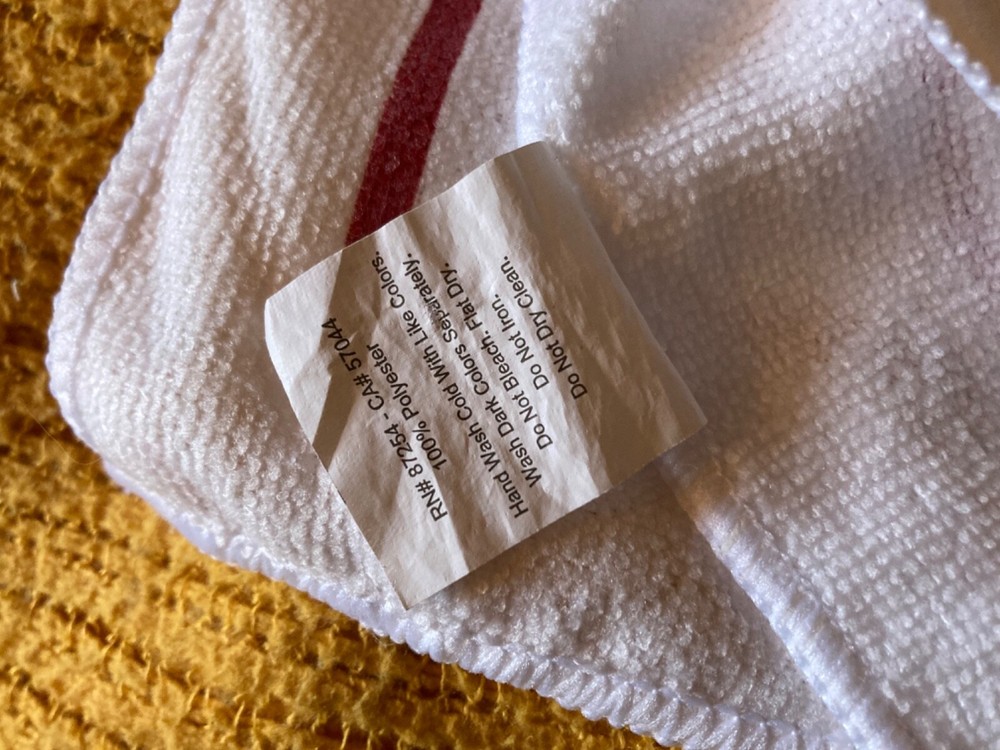 RN# 87254 - CA# 57044
100% Polyester
Hand Wash Cold With Like Colors.
Wash Dark Colors Separately.
Do Not Bleach. Flat Dry.
Do Not Iron.
Do Not Dry Clean.